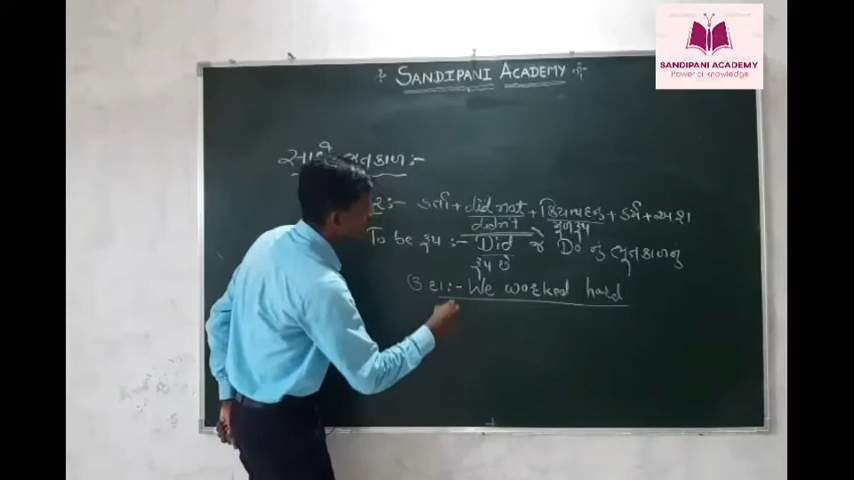 SANDIPANI ACADEMY
Power of knowledge
SANDIPANI ACADEMY
ભૂતકાળ :-
:- કર્તા + did not + ક્રિયાપદનું + કર્મ + અન્ય
didn't મૂળરૂપ
To be રૂપ :- Did જે Do નું ભૂતકાળનું
રૂપ છે
ઉદા :- We worked hard